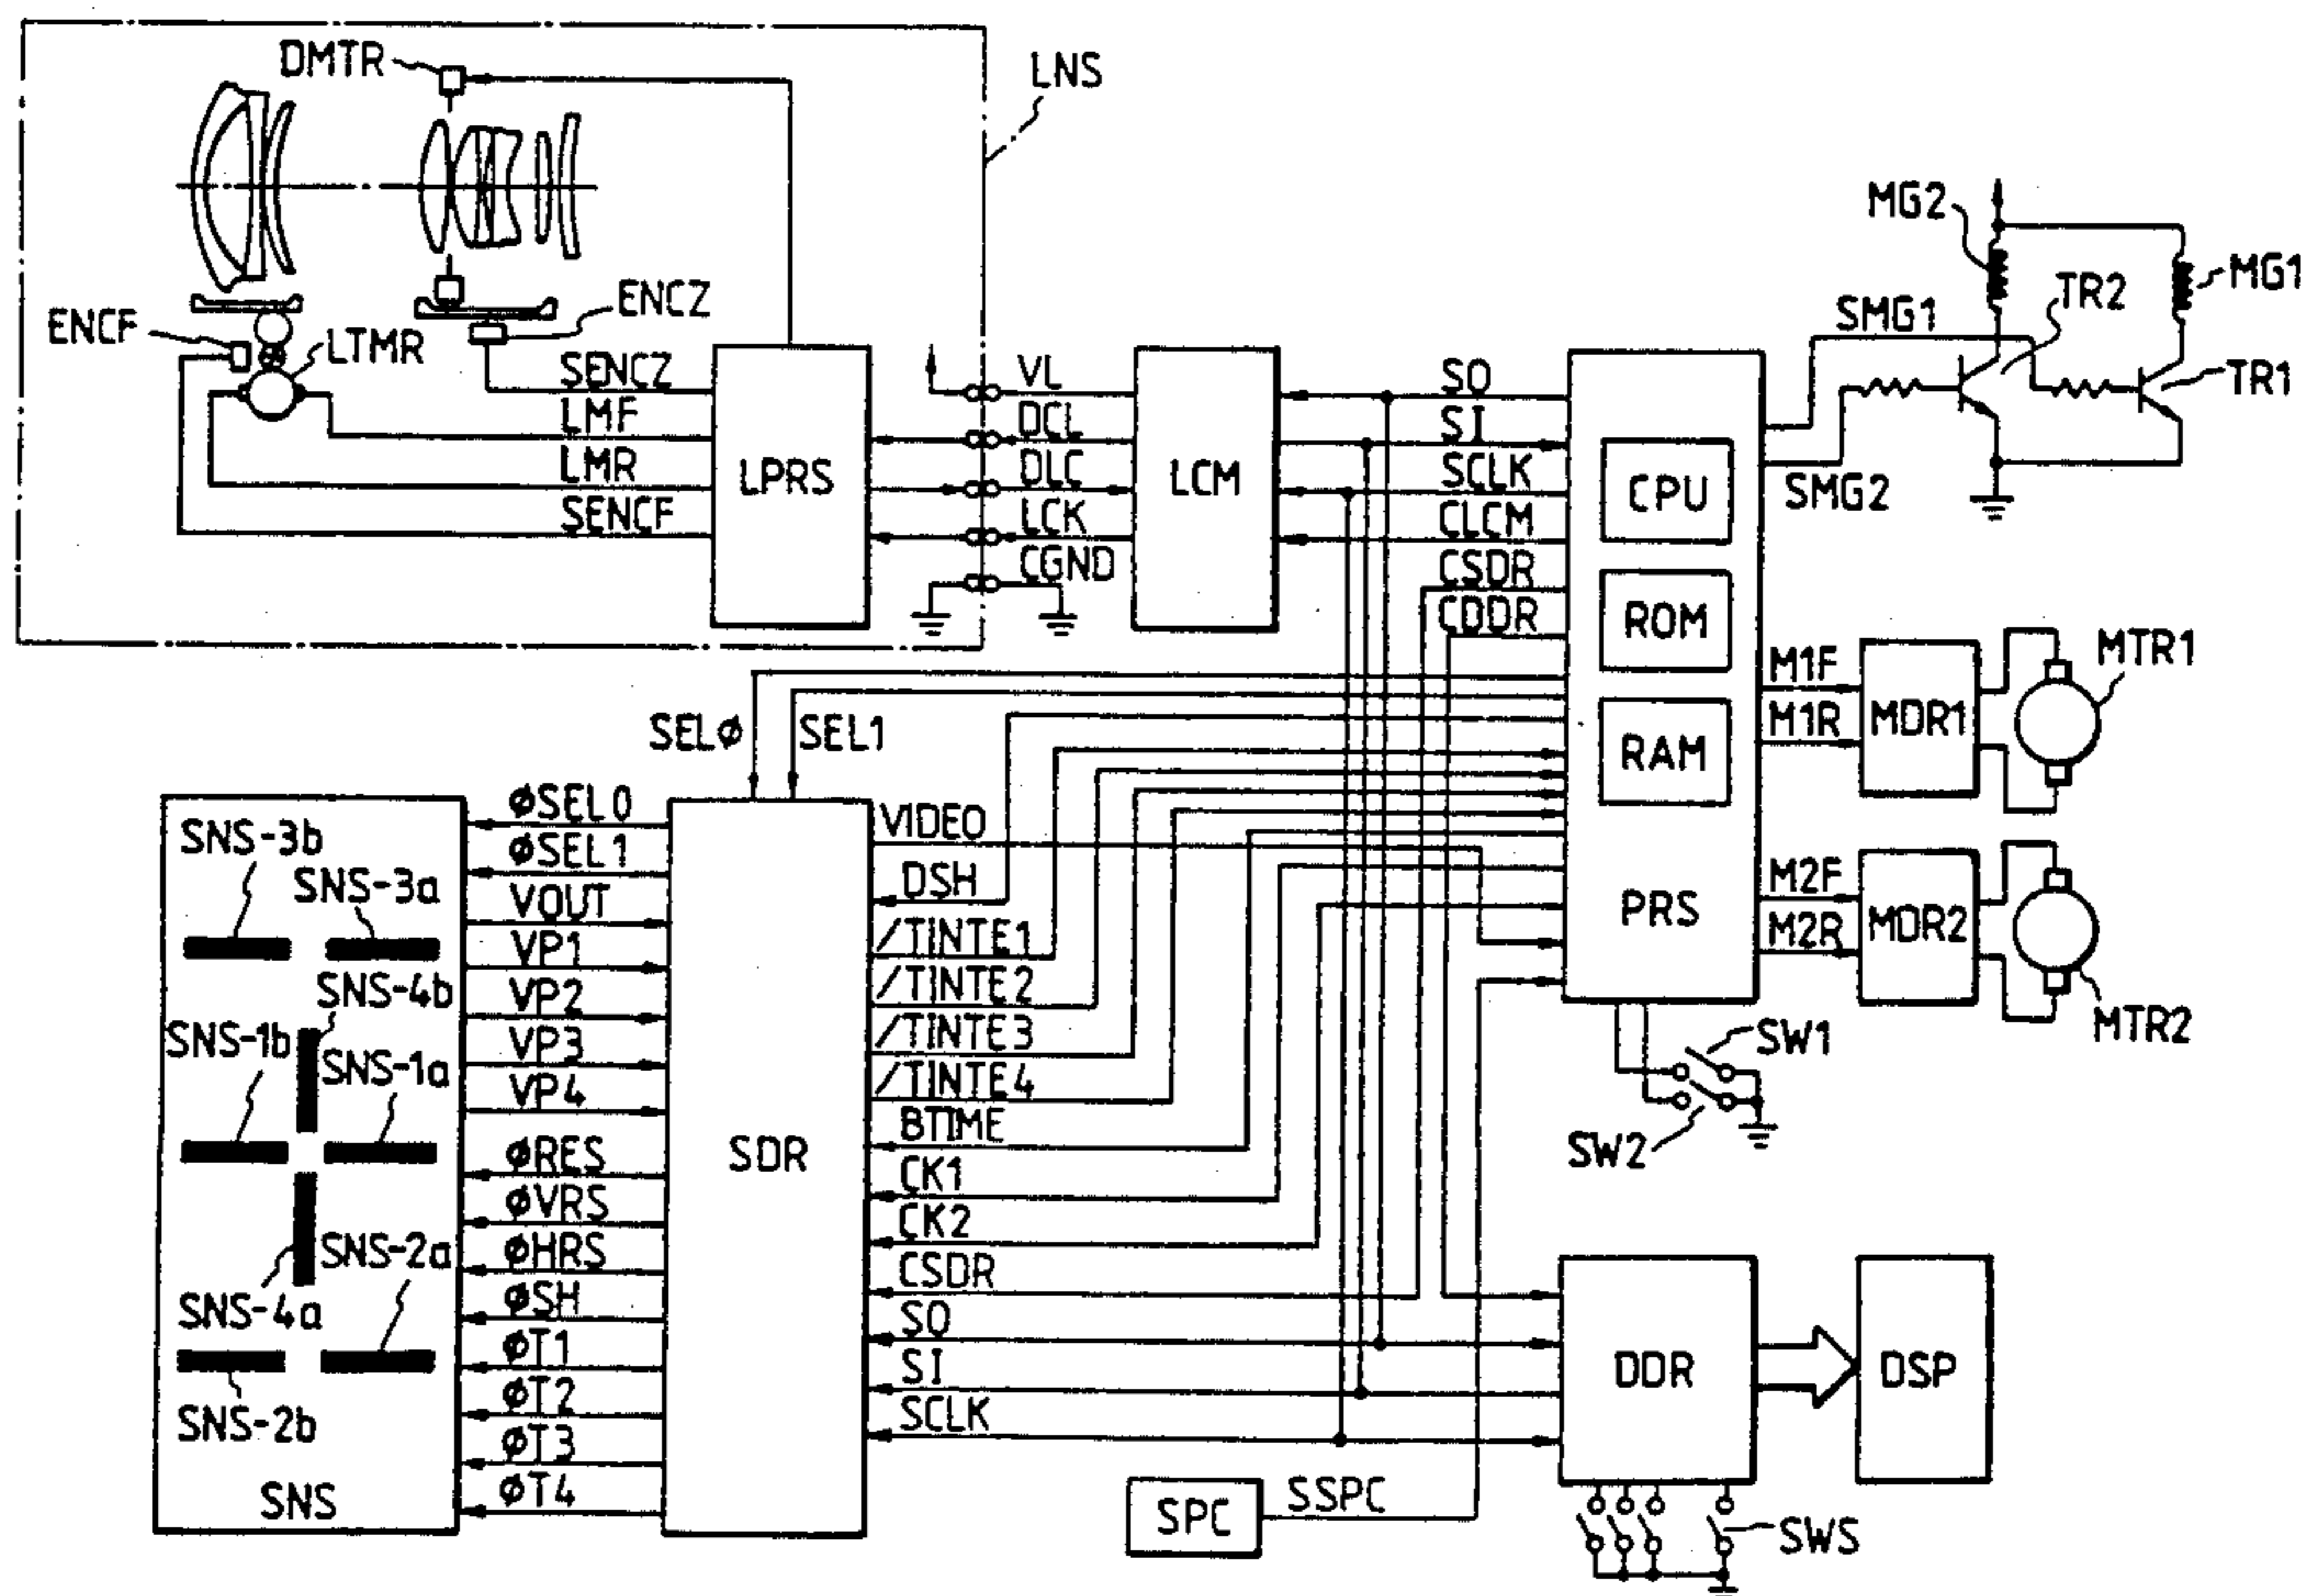 DMTR
LNS
ENCF
LTMR
ENCZ
SENCZ
LMF
LMR
SENCF
LPRS
VL
DCL
DLC
LCK
CGND
LCM
SO
SI
SCLK
CLCM
CSDR
CDDR
CPU
ROM
RAM
PRS
MG2
MG1
SMG1
TR2
TR1
SMG2
M1F
M1R
MDR1
MTR1
M2F
M2R
MDR2
MTR2
SW1
SW2
SELø
SEL1
SNS-3b
SNS-3a
SNS-4b
SNS-1b
SNS-1a
SNS-2a
SNS-4a
SNS-2b
SNS
øSEL0
øSEL1
VOUT
VP1
VP2
VP3
VP4
øRES
øVRS
øHRS
øSH
øT1
øT2
øT3
øT4
SDR
VIDEO
DSH
/TINTE1
/TINTE2
/TINTE3
/TINTE4
BTIME
CK1
CK2
CSDR
SO
SI
SCLK
SPC
SSPC
DDR
DSP
SWS